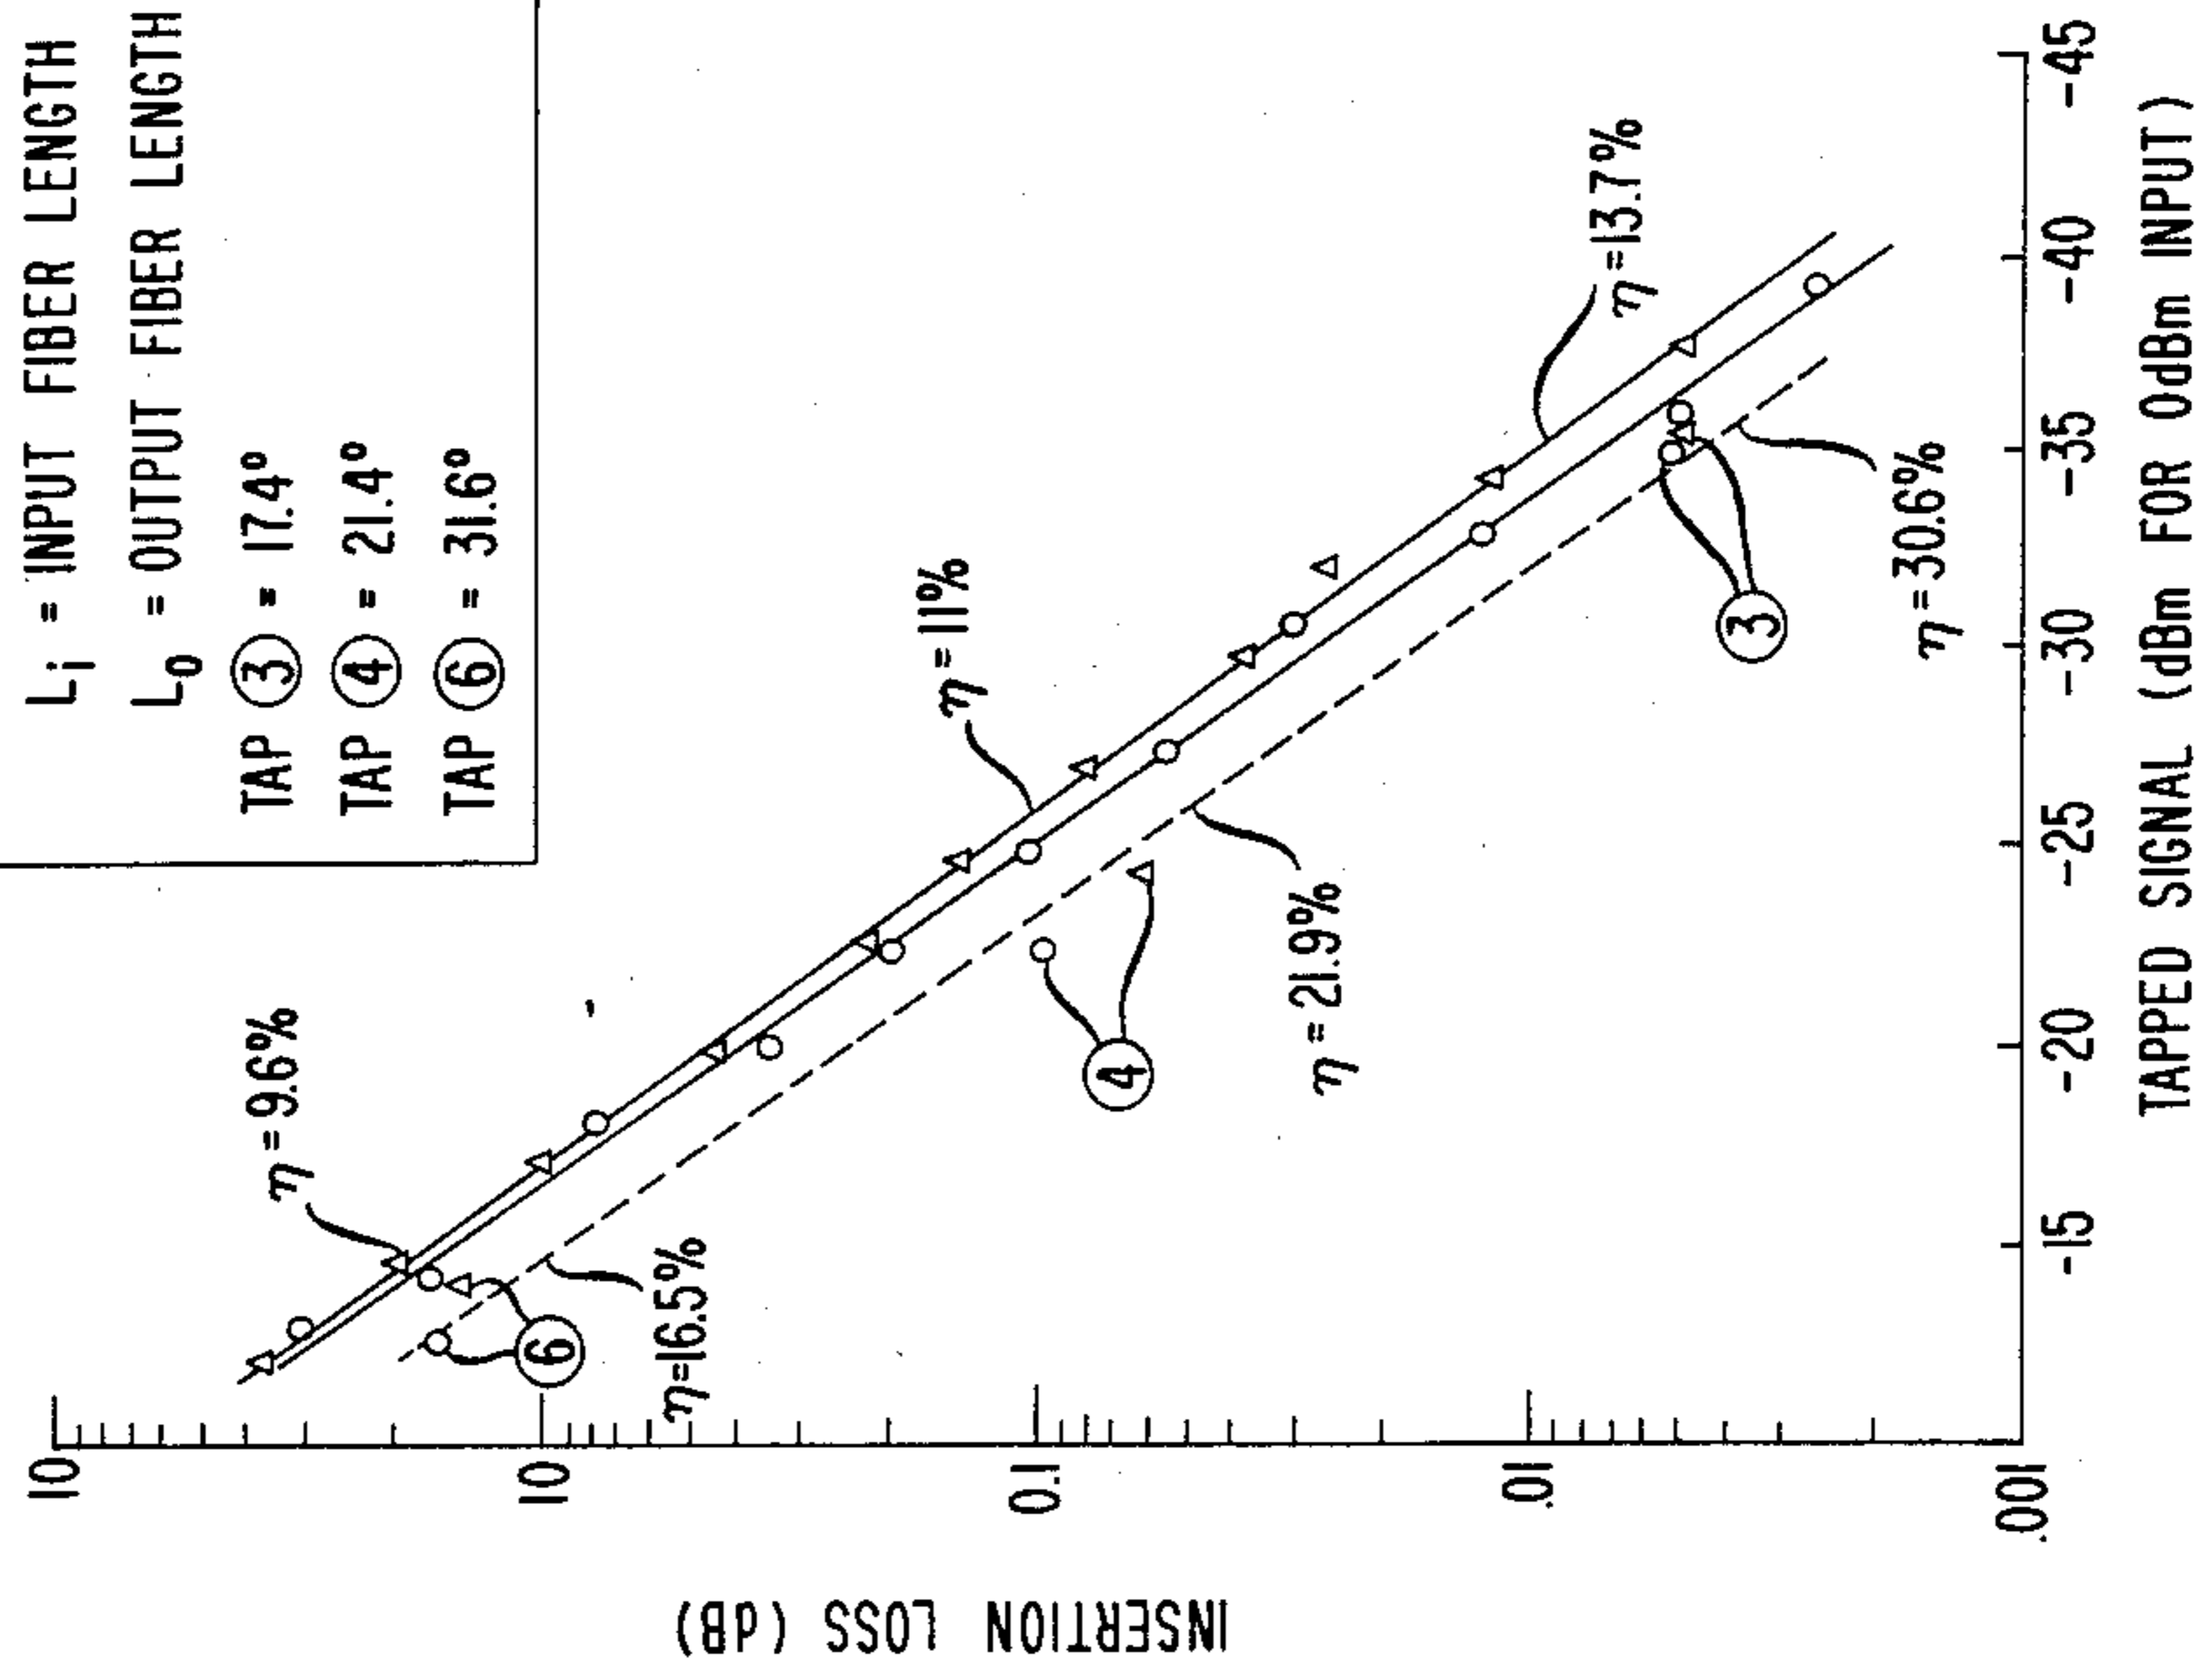 Li = INPUT FIBER LENGTH
Lo = OUTPUT FIBER LENGTH
TAP 3 = 17.4°
TAP 4 = 21.4°
TAP 6 = 31.6°
η = 9.6%
η = 11%
η = 13.7%
η = 16.5%
η = 21.9%
η = 30.6%
6
4
3
10
1.0
0.1
.01
.001
INSERTION LOSS (dB)
-15
-20
-25
-30
-35
-40
-45
TAPPED SIGNAL (dBm FOR 0dBm INPUT)